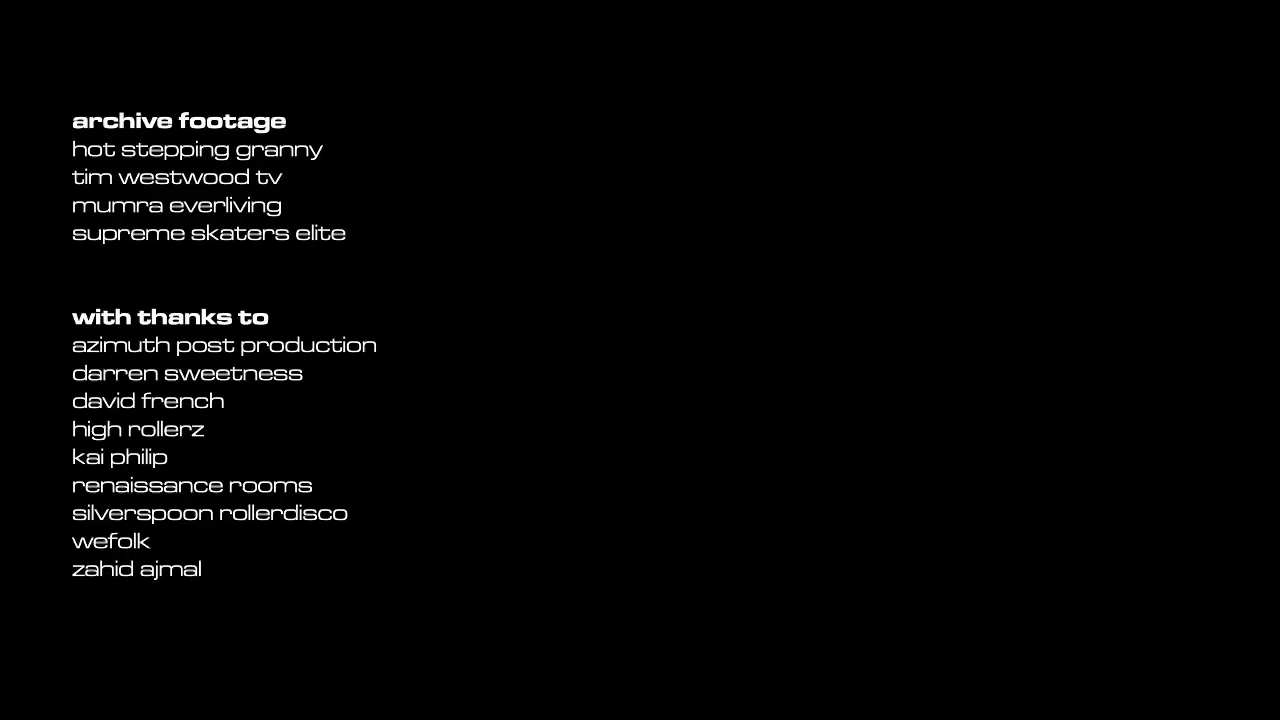 archive footage
hot stepping granny
tim westwood tv
mumra everliving
supreme skaters elite
with thanks to
azimuth post production
darren sweetness
david french
high rollerz
kai philip
renaissance rooms
silverspoon rollerdisco
wefolk
zahid ajmal